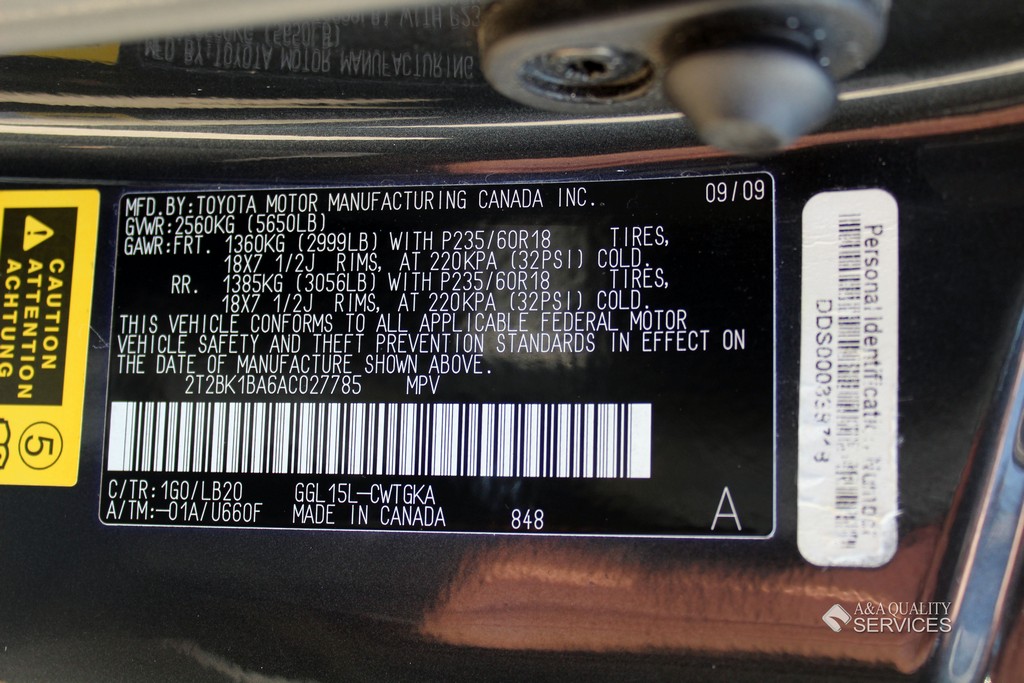 MFD.BY:TOYOTA MOTOR MANUFACTURING CANADA INC. 09/09
GVWR:2560KG (5650LB)
GAWR:FRT. 1360KG (2999LB) WITH P235/60R18 TIRES,
18X7 1/2J RIMS, AT 220KPA (32PSI) COLD.
RR. 1385KG (3056LB) WITH P235/60R18 TIRES,
18X7 1/2J RIMS, AT 220KPA (32PSI) COLD.
THIS VEHICLE CONFORMS TO ALL APPLICABLE FEDERAL MOTOR
VEHICLE SAFETY AND THEFT PREVENTION STANDARDS IN EFFECT ON
THE DATE OF MANUFACTURE SHOWN ABOVE.
2T2BK1BA6AC027785 MPV
C/TR:1G0/LB20 GGL15L-CWTGKA
A/TM:-01A/U660F MADE IN CANADA 848 A
CAUTION
ATTENTION
ACHTUNG
5
Personal
A&A QUALITY
SERVICES